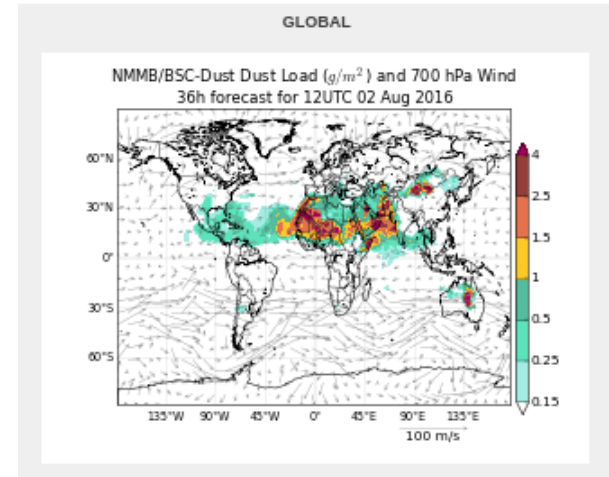 GLOBAL
NMMB/BSC-Dust Dust Load (g/m²) and 700 hPa Wind
36h forecast for 12UTC 02 Aug 2016
60°N
30°N
0°
30°S
60°S
135°W 90°W 45°W 0° 45°E 90°E 135°E
100 m/s
4
2.5
1.5
1
0.5
0.25
0.15